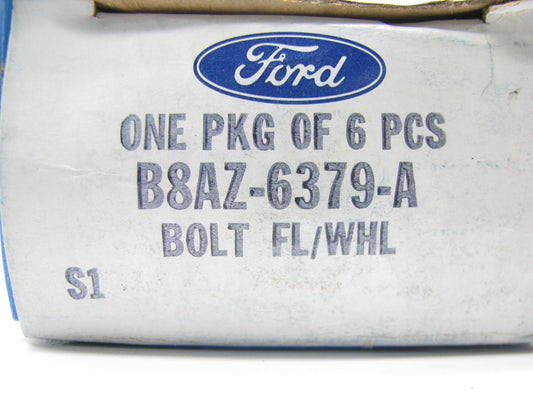 Ford
ONE PKG OF 6 PCS
B8AZ-6379-A
BOLT FL/WHL
S1